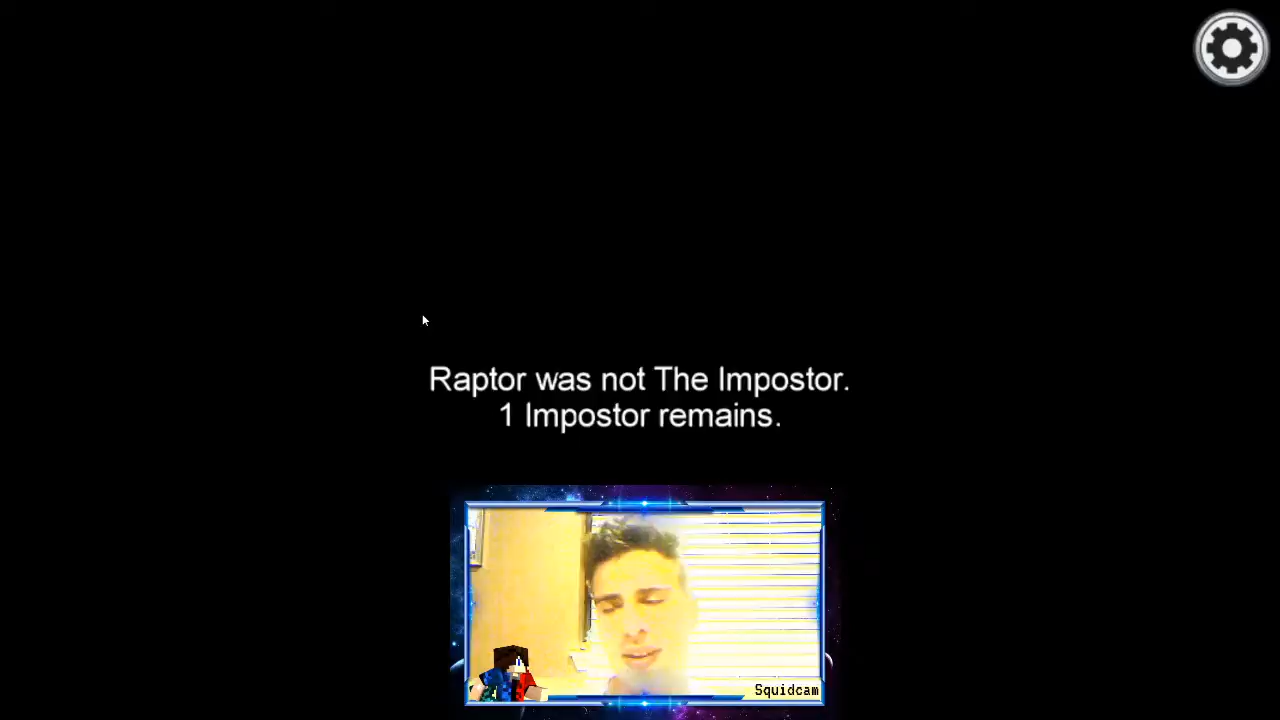 Raptor was not The Impostor.
1 Impostor remains.
Squidcam